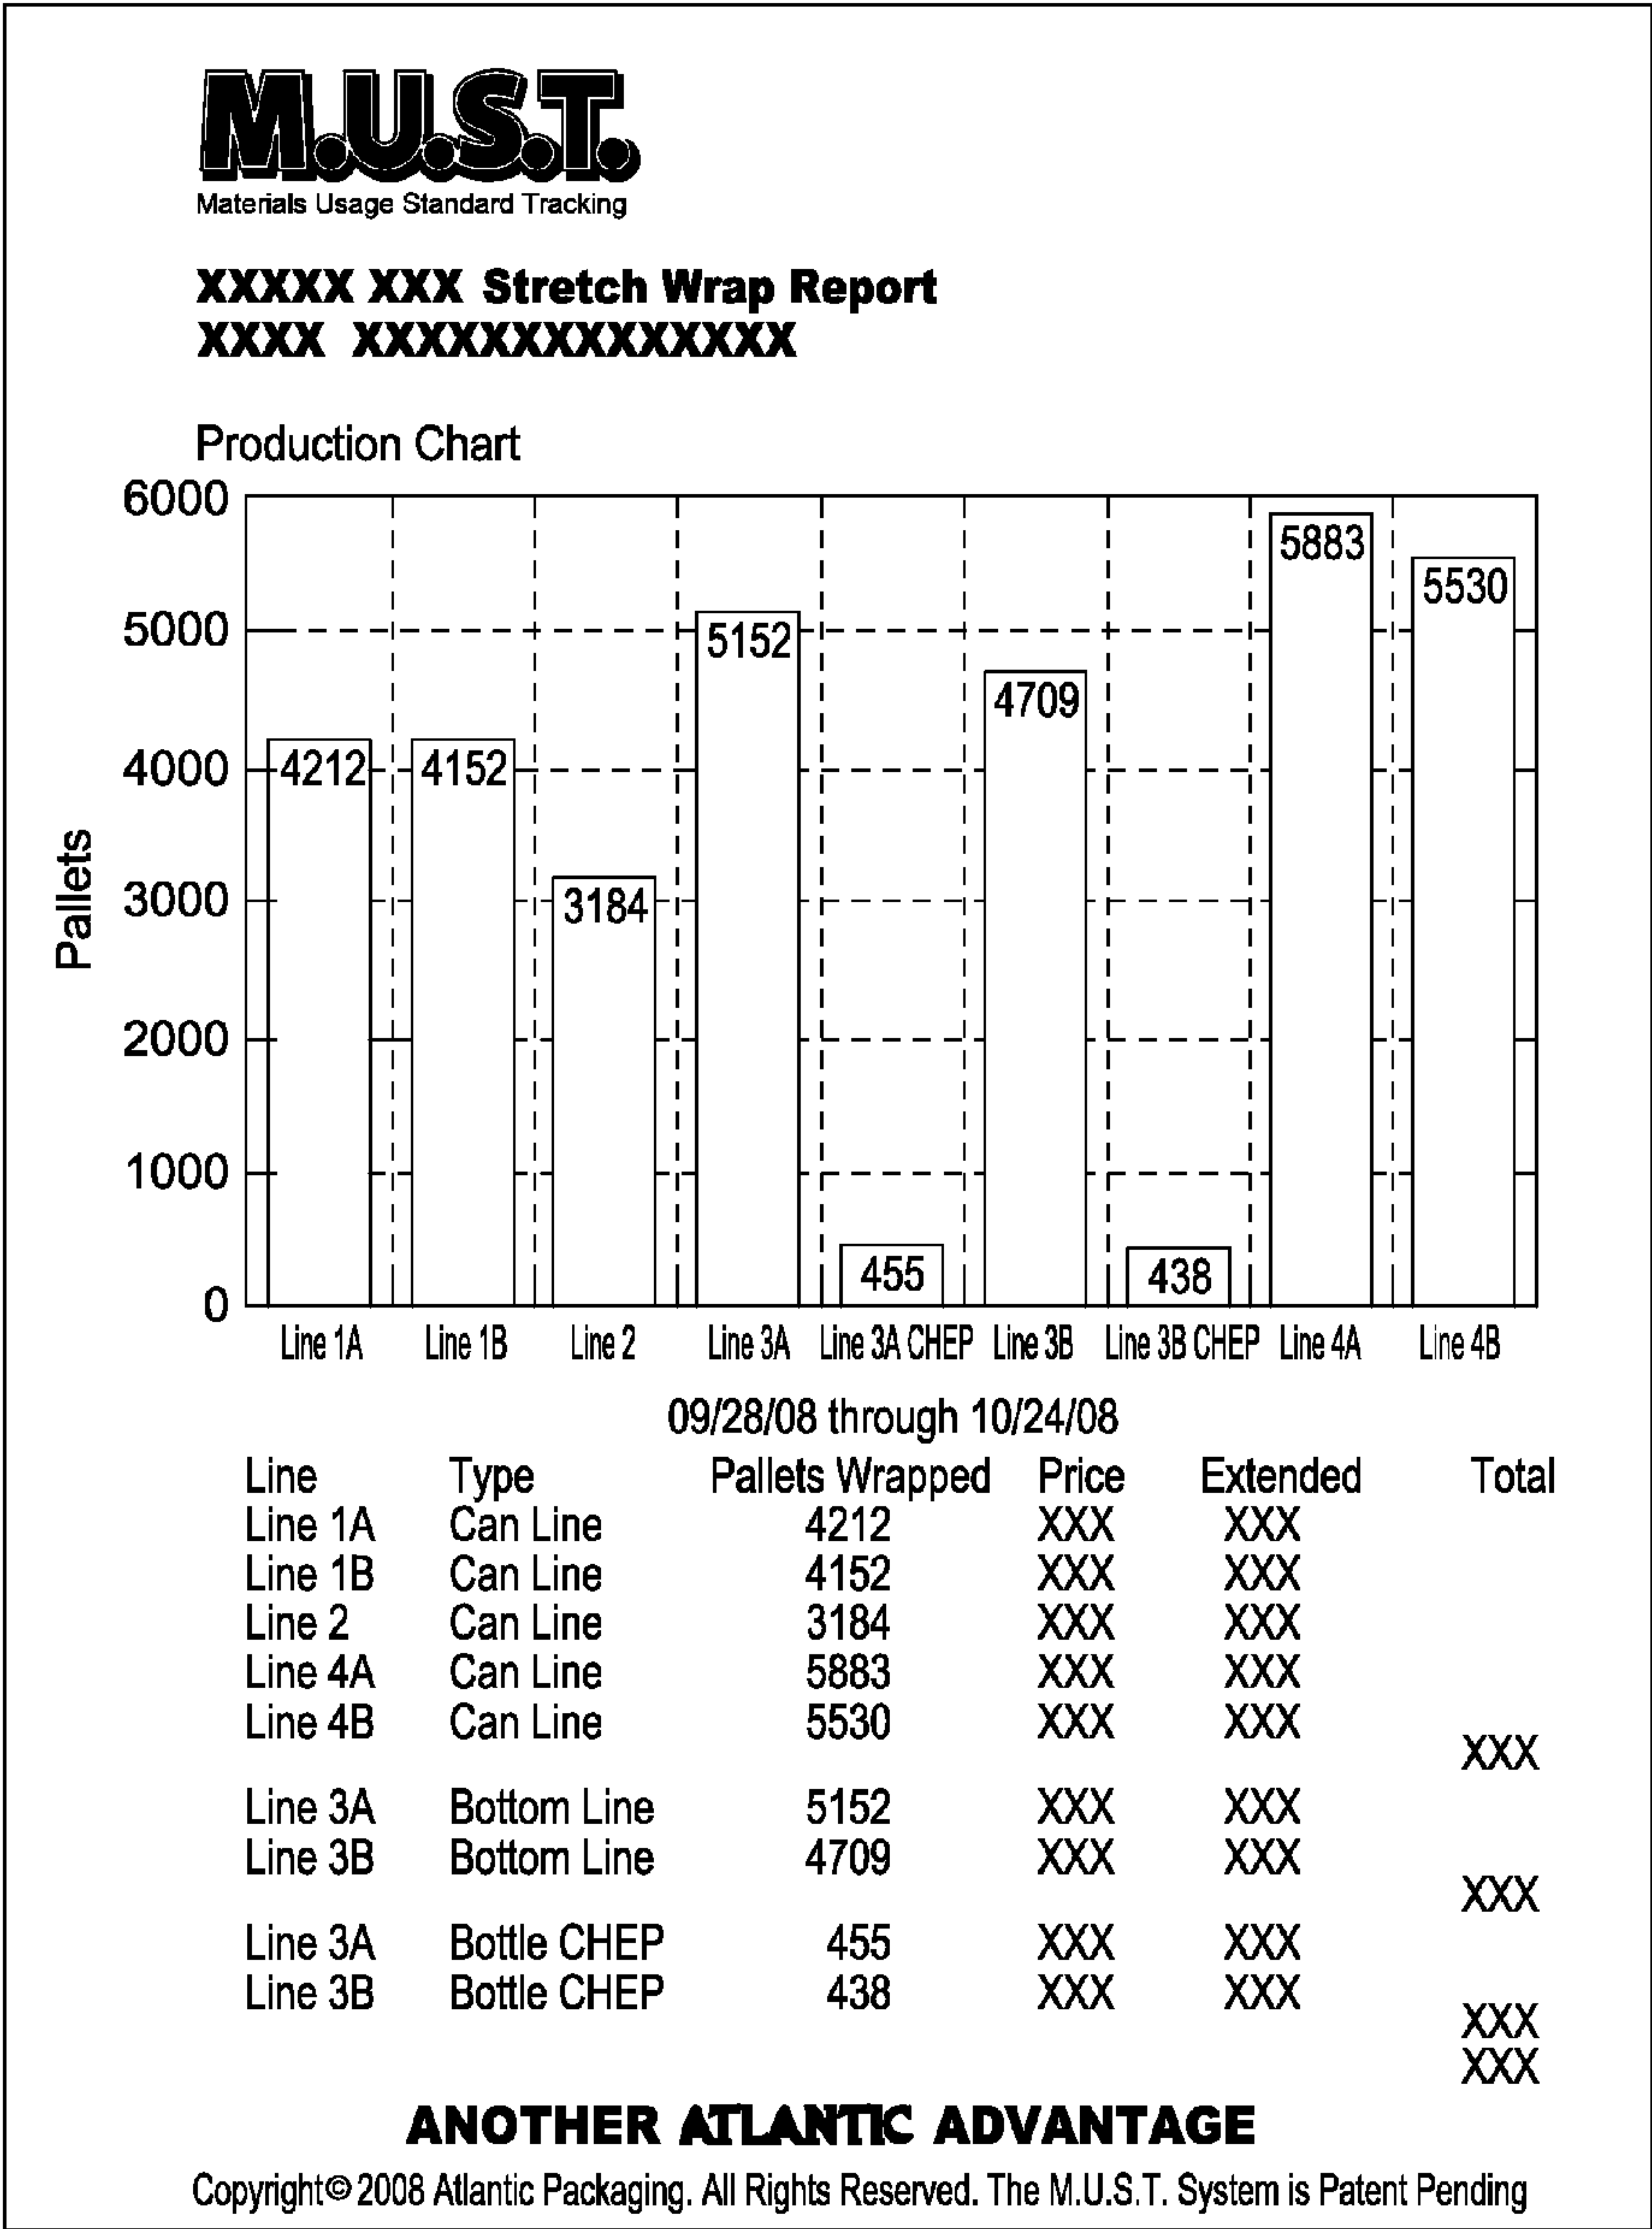 M.U.S.T.
Materials Usage Standard Tracking
XXXXX XXX Stretch Wrap Report
XXXX XXXXXXXXXXXXXX
Production Chart
Pallets
6000
5000
4000
3000
2000
1000
0
4212
4152
3184
5152
455
4709
438
5883
5530
Line 1A Line 1B Line 2 Line 3A Line 3A CHEP Line 3B Line 3B CHEP Line 4A Line 4B
09/28/08 through 10/24/08
Line Type Pallets Wrapped Price Extended Total
Line 1A Can Line 4212 XXX XXX
Line 1B Can Line 4152 XXX XXX
Line 2 Can Line 3184 XXX XXX
Line 4A Can Line 5883 XXX XXX
Line 4B Can Line 5530 XXX XXX
XXX
Line 3A Bottom Line 5152 XXX XXX
Line 3B Bottom Line 4709 XXX XXX
XXX
Line 3A Bottle CHEP 455 XXX XXX
Line 3B Bottle CHEP 438 XXX XXX
XXX
XXX
ANOTHER ATLANTIC ADVANTAGE
Copyright© 2008 Atlantic Packaging. All Rights Reserved. The M.U.S.T. System is Patent Pending